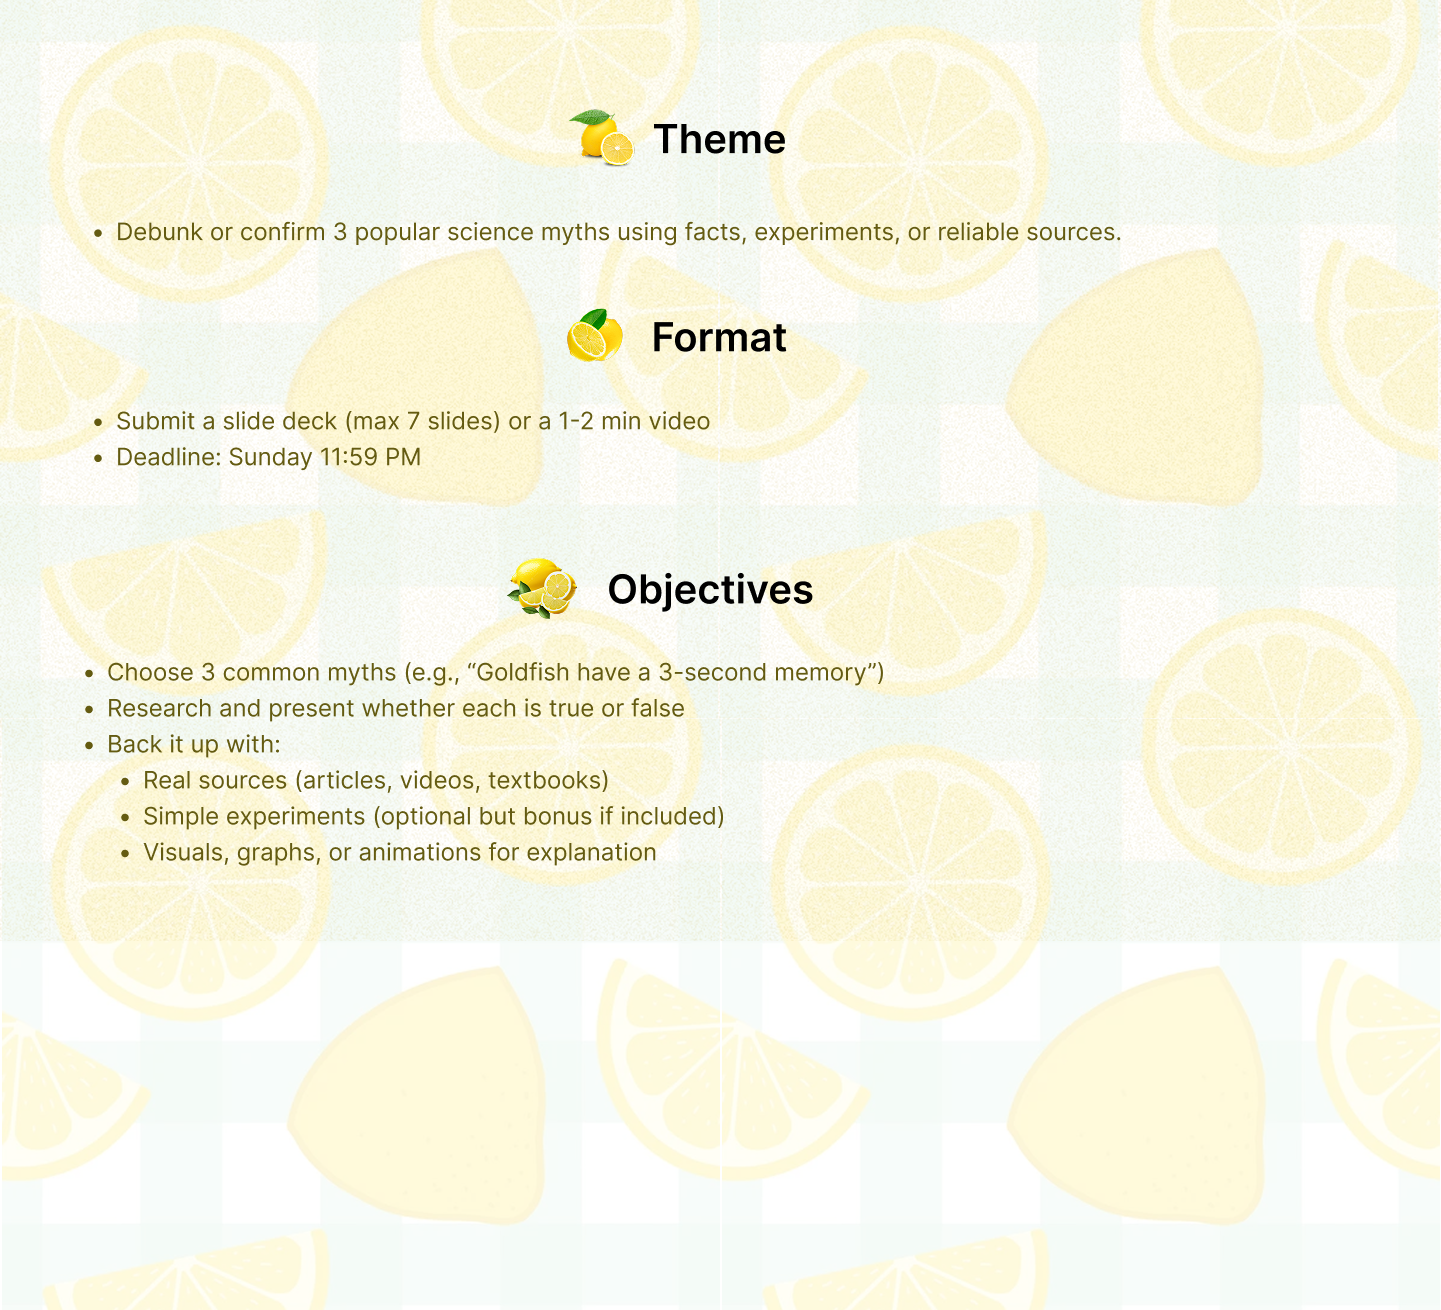 Theme
• Debunk or confirm 3 popular science myths using facts, experiments, or reliable sources.
Format
• Submit a slide deck (max 7 slides) or a 1-2 min video
• Deadline: Sunday 11:59 PM
Objectives
• Choose 3 common myths (e.g., “Goldfish have a 3-second memory”)
• Research and present whether each is true or false
• Back it up with:
• Real sources (articles, videos, textbooks)
• Simple experiments (optional but bonus if included)
• Visuals, graphs, or animations for explanation